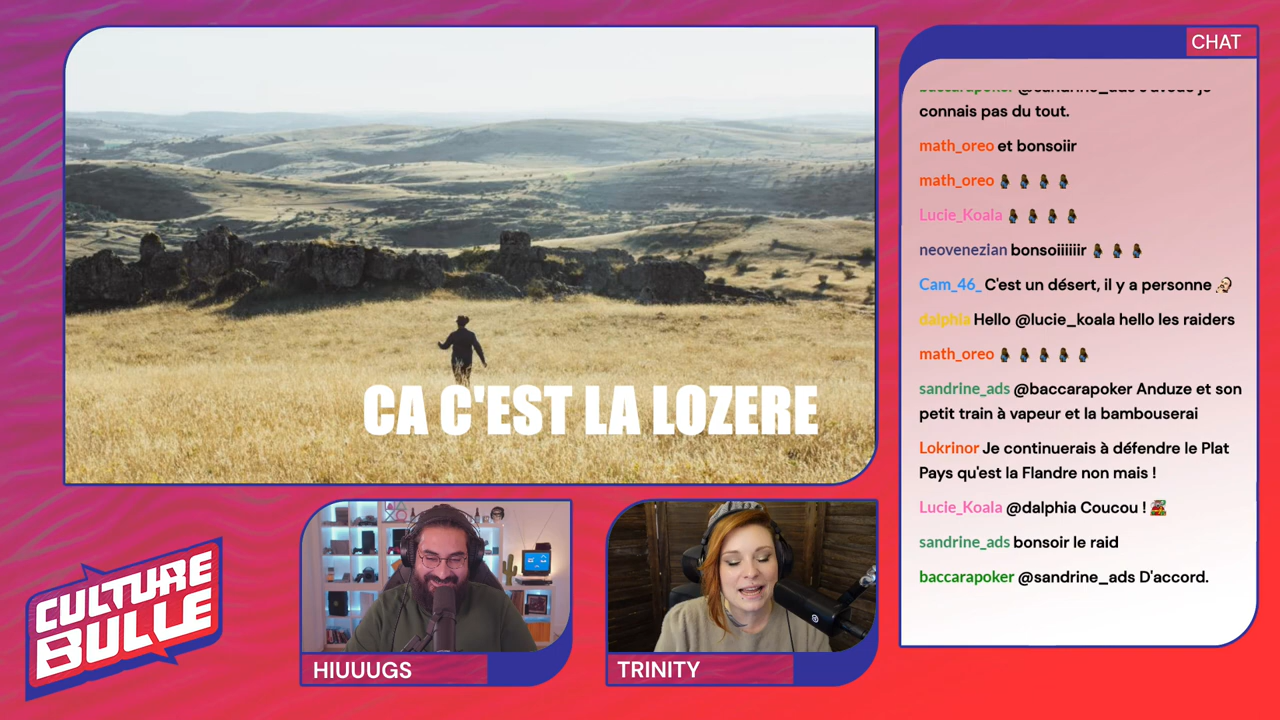 CHAT
connais pas du tout.
math_oreo et bonsoiir
math_oreo
Lucie_Koala
neovenezian bonsoiiiiiir
Cam_46_ C'est un désert, il y a personne
dalphia Hello @lucie_koala hello les raiders
math_oreo
sandrine_ads @baccarapoker Anduze et son
petit train à vapeur et la bambouserai
Lokrinor Je continuerais à défendre le Plat
Pays qu'est la Flandre non mais !
Lucie_Koala @dalphia Coucou !
sandrine_ads bonsoir le raid
baccarapoker @sandrine_ads D'accord.
CA C'EST LA LOZERE
CULTURE
BULLE
HIUUUGS
TRINITY